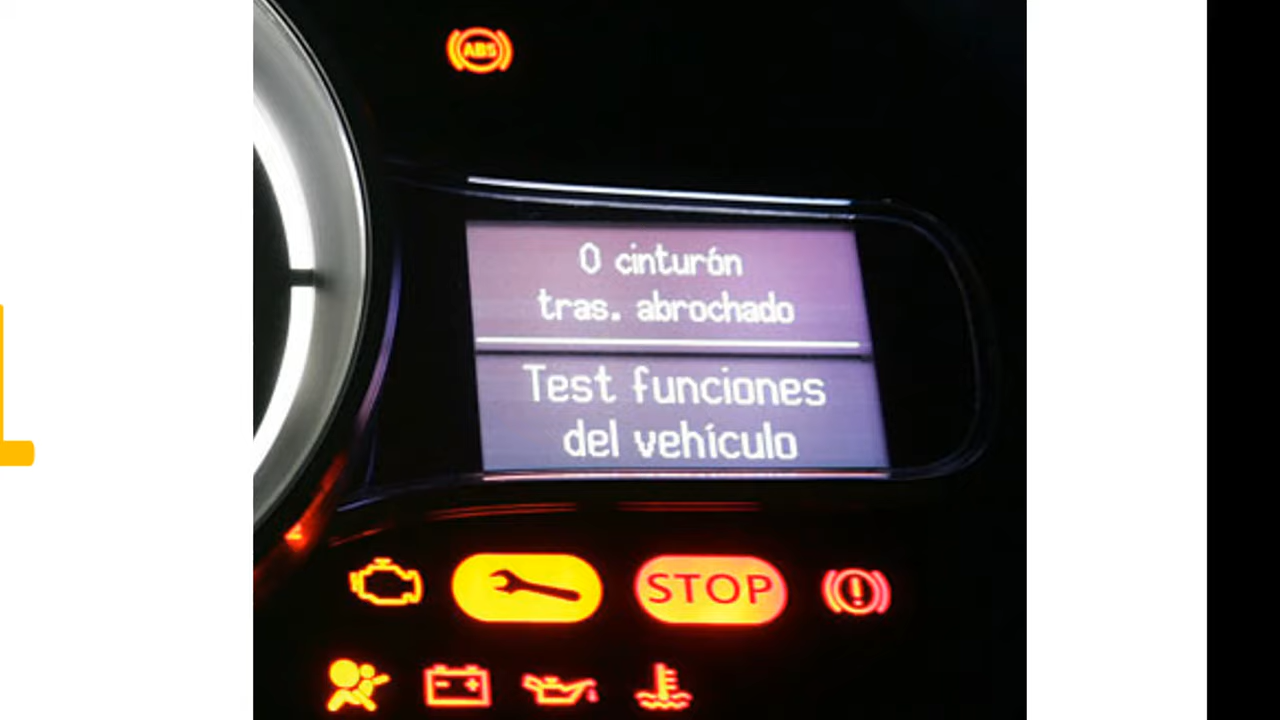 ABS
0 cinturón
tras. abrochado
Test funciones
del vehículo
STOP